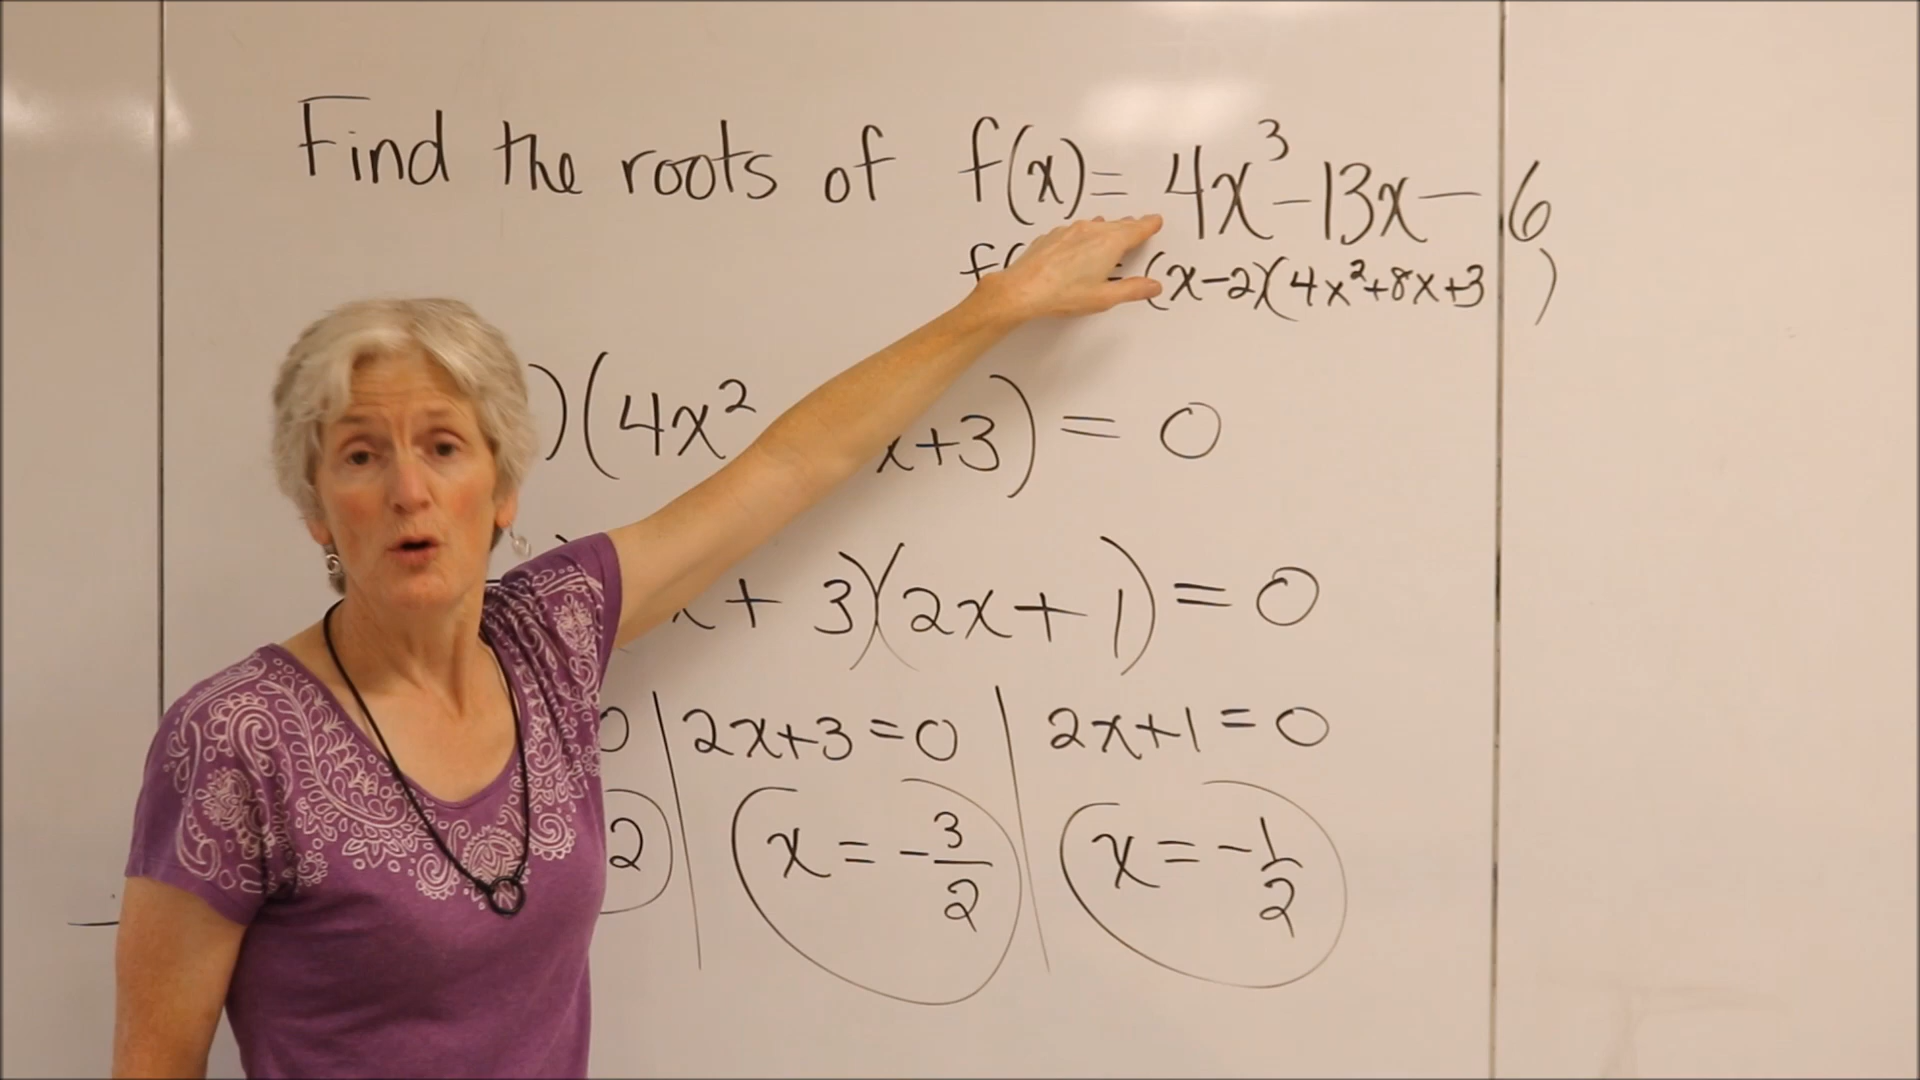 Find the roots of f(x)= 4x³-13x-6
f( = (x-2)(4x²+8x+3 )
)(4x² x+3) = 0
x+ 3)(2x+1) = 0
0 | 2x+3=0 | 2x+1=0
2 x = -3/2 x = -1/2